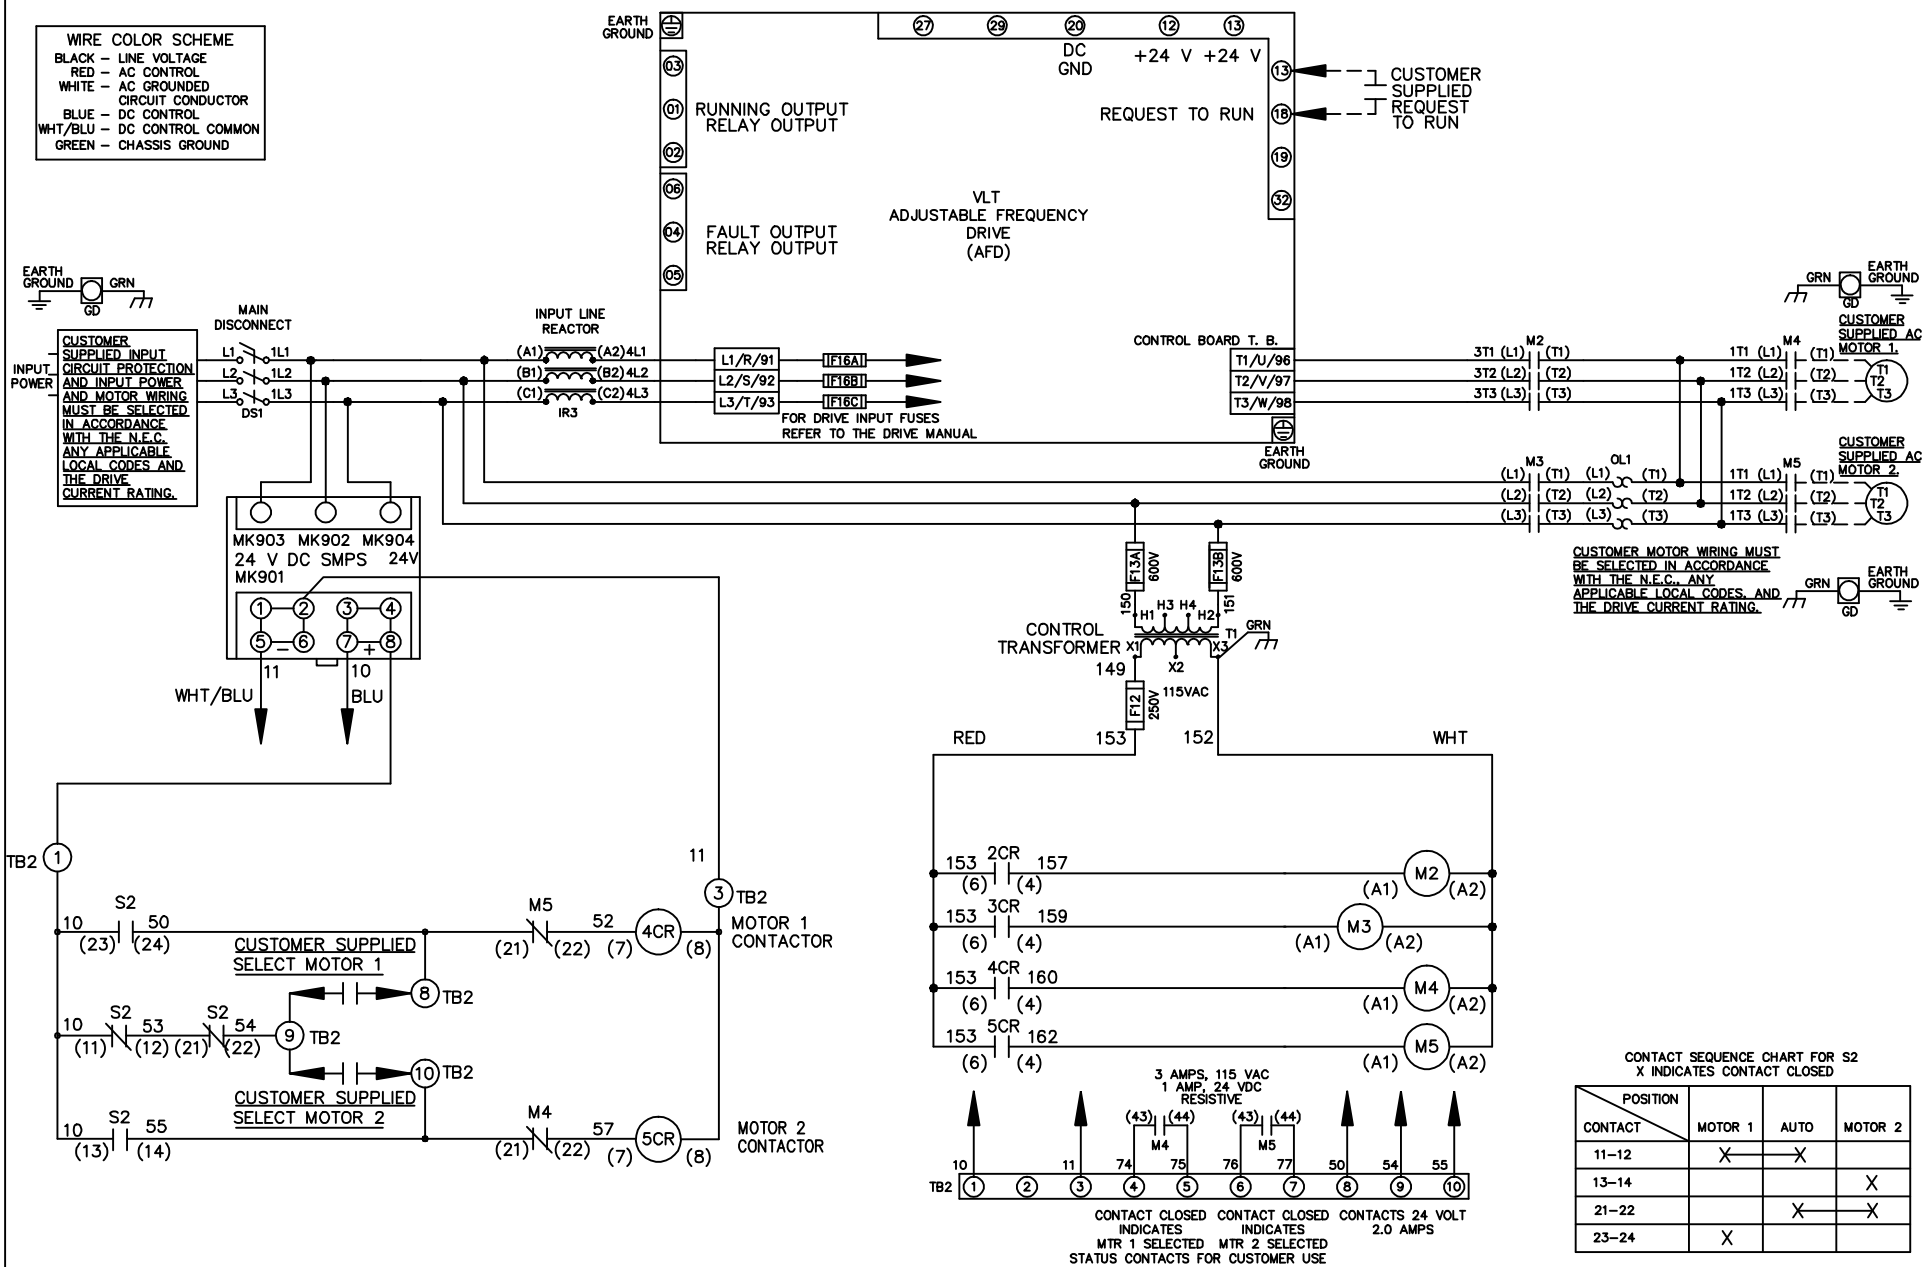 WIRE COLOR SCHEME
BLACK – LINE VOLTAGE
RED – AC CONTROL
WHITE – AC GROUNDED
CIRCUIT CONDUCTOR
BLUE – DC CONTROL
WHT/BLU – DC CONTROL COMMON
GREEN – CHASSIS GROUND
EARTH
GROUND
03
01
02
RUNNING OUTPUT
RELAY OUTPUT
06
04
05
FAULT OUTPUT
RELAY OUTPUT
27 29 20 12 13
DC
GND
+24 V +24 V
13
18
19
32
REQUEST TO RUN
CUSTOMER
SUPPLIED
REQUEST
TO RUN
VLT
ADJUSTABLE FREQUENCY
DRIVE
(AFD)
EARTH
GROUND
GRN
GD
INPUT
POWER
CUSTOMER
SUPPLIED INPUT
CIRCUIT PROTECTION
AND INPUT POWER
AND MOTOR WIRING
MUST BE SELECTED
IN ACCORDANCE
WITH THE N.E.C.
ANY APPLICABLE
LOCAL CODES AND
THE DRIVE
CURRENT RATING.
MAIN
DISCONNECT
L1 1L1
L2 1L2
L3 1L3
DS1
INPUT LINE
REACTOR
(A1) (A2) 4L1
(B1) (B2) 4L2
(C1) (C2) 4L3
IR3
L1/R/91 F16A
L2/S/92 F16B
L3/T/93 F16C
FOR DRIVE INPUT FUSES
REFER TO THE DRIVE MANUAL
CONTROL BOARD T. B.
T1/U/96
T2/V/97
T3/W/98
EARTH
GROUND
M2
3T1 (L1) (T1)
3T2 (L2) (T2)
3T3 (L3) (T3)
M4
1T1 (L1) (T1)
1T2 (L2) (T2)
1T3 (L3) (T3)
GRN
GD
EARTH
GROUND
CUSTOMER
SUPPLIED AC
MOTOR 1.
T1
T2
T3
M3 OL1
(L1) (T1) (L1) (T1)
(L2) (T2) (L2) (T2)
(L3) (T3) (L3) (T3)
M5
1T1 (L1) (T1)
1T2 (L2) (T2)
1T3 (L3) (T3)
CUSTOMER
SUPPLIED AC
MOTOR 2.
T1
T2
T3
CUSTOMER MOTOR WIRING MUST
BE SELECTED IN ACCORDANCE
WITH THE N.E.C., ANY
APPLICABLE LOCAL CODES, AND
THE DRIVE CURRENT RATING.
GRN
GD
EARTH
GROUND
MK903 MK902 MK904
24 V DC SMPS 24V
MK901
1 2 3 4
5 – 6 7 + 8
11 10
WHT/BLU BLU
F13A 600V
F13B 600V
150 151
H1 H3 H4 H2
CONTROL
TRANSFORMER
T1 GRN
X1 X2 X3
149
115VAC
F12 250V
153 152
RED WHT
TB2 1
11
3 TB2
10 S2 50
(23) (24)
M5 52
(21) (22) (7) 4CR (8)
MOTOR 1
CONTACTOR
CUSTOMER SUPPLIED
SELECT MOTOR 1
8 TB2
10 S2 53 S2 54
(11) (12) (21) (22)
9 TB2
10 TB2
CUSTOMER SUPPLIED
SELECT MOTOR 2
10 S2 55
(13) (14)
M4 57
(21) (22) (7) 5CR (8)
MOTOR 2
CONTACTOR
153 2CR 157
(6) (4) (A1) M2 (A2)
153 3CR 159
(6) (4) (A1) M3 (A2)
153 4CR 160
(6) (4) (A1) M4 (A2)
153 5CR 162
(6) (4) (A1) M5 (A2)
3 AMPS, 115 VAC
1 AMP, 24 VDC
RESISTIVE
(43) (44) (43) (44)
M4 M5
10 11 74 75 76 77 50 54 55
TB2 1 2 3 4 5 6 7 8 9 10
CONTACT CLOSED
INDICATES
MTR 1 SELECTED
CONTACT CLOSED
INDICATES
MTR 2 SELECTED
CONTACTS 24 VOLT
2.0 AMPS
STATUS CONTACTS FOR CUSTOMER USE
CONTACT SEQUENCE CHART FOR S2
X INDICATES CONTACT CLOSED
POSITION
CONTACT MOTOR 1 AUTO MOTOR 2
11–12 X X
13–14 X
21–22 X X
23–24 X